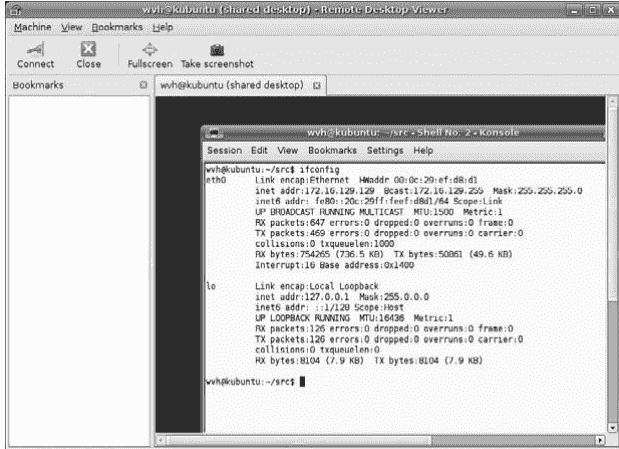 wvh@kubuntu (shared desktop) - Remote Desktop Viewer
Machine View Bookmarks Help
Connect Close Fullscreen Take screenshot
Bookmarks
wvh@kubuntu (shared desktop)
wvh@kubuntu: ~/src - Shell No. 2 - Konsole
Session Edit View Bookmarks Settings Help
wvh@kubuntu:~/src$ ifconfig
eth0 Link encap:Ethernet HWaddr 00:0c:29:ef:d8:d1
inet addr:172.16.129.129 Bcast:172.16.129.255 Mask:255.255.255.0
inet6 addr: fe80::20c:29ff:feef:d8d1/64 Scope:Link
UP BROADCAST RUNNING MULTICAST MTU:1500 Metric:1
RX packets:647 errors:0 dropped:0 overruns:0 frame:0
TX packets:469 errors:0 dropped:0 overruns:0 carrier:0
collisions:0 txqueuelen:1000
RX bytes:754265 (736.5 KB) TX bytes:50861 (49.6 KB)
Interrupt:16 Base address:0x1400
lo Link encap:Local Loopback
inet addr:127.0.0.1 Mask:255.0.0.0
inet6 addr: ::1/128 Scope:Host
UP LOOPBACK RUNNING MTU:16436 Metric:1
RX packets:126 errors:0 dropped:0 overruns:0 frame:0
TX packets:126 errors:0 dropped:0 overruns:0 carrier:0
collisions:0 txqueuelen:0
RX bytes:8104 (7.9 KB) TX bytes:8104 (7.9 KB)
wvh@kubuntu:~/src$